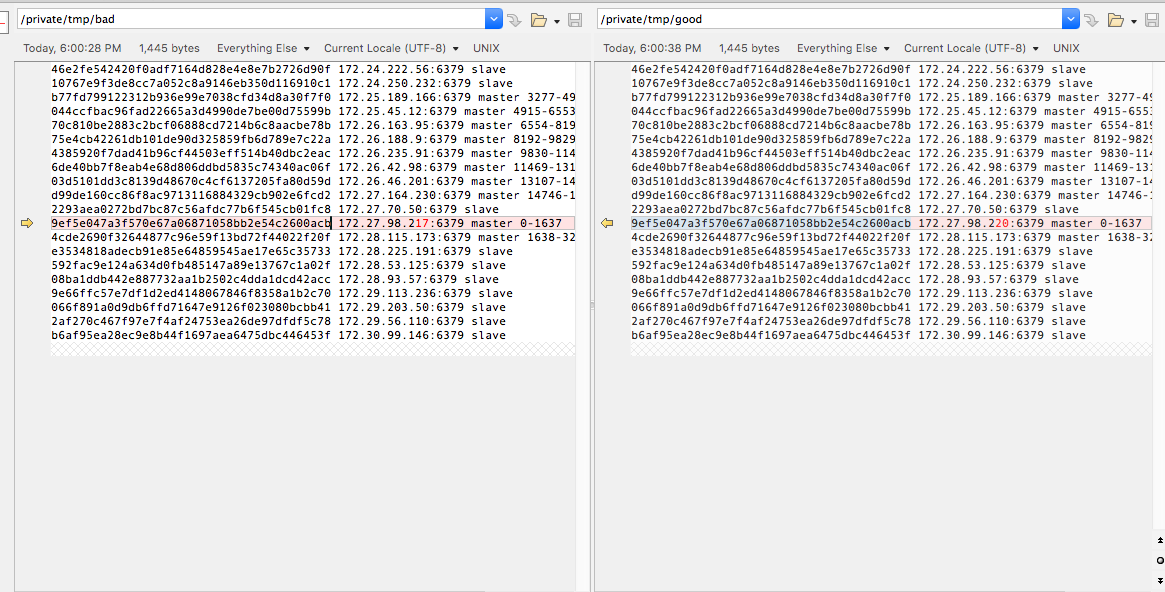 /private/tmp/bad
Today, 6:00:28 PM 1,445 bytes Everything Else Current Locale (UTF-8) UNIX
46e2fe542420f0adf7164d828e4e8e7b2726d90f 172.24.222.56:6379 slave
10767e9f3de8cc7a052c8a9146eb350d116910c1 172.24.250.232:6379 slave
b77fd799122312b936e99e7038cfd34d8a30f7f0 172.25.189.166:6379 master 3277-49
044ccfbac96fad22665a3d4990de7be00d75599b 172.25.45.12:6379 master 4915-6553
70c810be2883c2bcf06888cd7214b6c8aacbe78b 172.26.163.95:6379 master 6554-819
75e4cb42261db101de90d325859fb6d789e7c22a 172.26.188.9:6379 master 8192-9829
4385920f7dad41b96cf44503eff514b40dbc2eac 172.26.235.91:6379 master 9830-114
6de40bb7f8eab4e68d806ddbd5835c74340ac06f 172.26.42.98:6379 master 11469-131
03d5101dd3c8139d48670c4cf6137205fa80d59d 172.26.46.201:6379 master 13107-14
d99de160cc86f8ac9713116884329cb902e6fcd2 172.27.164.230:6379 master 14746-1
2293aea0272bd7bc87c56afdc77b6f545cb01fc8 172.27.70.50:6379 slave
9ef5e047a3f570e67a06871058bb2e54c2600acb 172.27.98.217:6379 master 0-1637
4cde2690f32644877c96e59f13bd72f44022f20f 172.28.115.173:6379 master 1638-32
e3534818adecb91e85e64859545ae17e65c35733 172.28.225.191:6379 slave
592fac9e124a634d0fb485147a89e13767c1a02f 172.28.53.125:6379 slave
08ba1ddb442e887732aa1b2502c4dda1dcd42acc 172.28.93.57:6379 slave
9e66ffc57e7df1d2ed4148067846f8358a1b2c70 172.29.113.236:6379 slave
066f891a0d9db6ffd71647e9126f023080bcbb41 172.29.203.50:6379 slave
2af270c467f97e7f4af24753ea26de97dfdf5c78 172.29.56.110:6379 slave
b6af95ea28ec9e8b44f1697aea6475dbc446453f 172.30.99.146:6379 slave
/private/tmp/good
Today, 6:00:38 PM 1,445 bytes Everything Else Current Locale (UTF-8) UNIX
46e2fe542420f0adf7164d828e4e8e7b2726d90f 172.24.222.56:6379 slave
10767e9f3de8cc7a052c8a9146eb350d116910c1 172.24.250.232:6379 slave
b77fd799122312b936e99e7038cfd34d8a30f7f0 172.25.189.166:6379 master 3277-49
044ccfbac96fad22665a3d4990de7be00d75599b 172.25.45.12:6379 master 4915-6553
70c810be2883c2bcf06888cd7214b6c8aacbe78b 172.26.163.95:6379 master 6554-819
75e4cb42261db101de90d325859fb6d789e7c22a 172.26.188.9:6379 master 8192-9829
4385920f7dad41b96cf44503eff514b40dbc2eac 172.26.235.91:6379 master 9830-114
6de40bb7f8eab4e68d806ddbd5835c74340ac06f 172.26.42.98:6379 master 11469-131
03d5101dd3c8139d48670c4cf6137205fa80d59d 172.26.46.201:6379 master 13107-14
d99de160cc86f8ac9713116884329cb902e6fcd2 172.27.164.230:6379 master 14746-1
2293aea0272bd7bc87c56afdc77b6f545cb01fc8 172.27.70.50:6379 slave
9ef5e047a3f570e67a06871058bb2e54c2600acb 172.27.98.220:6379 master 0-1637
4cde2690f32644877c96e59f13bd72f44022f20f 172.28.115.173:6379 master 1638-32
e3534818adecb91e85e64859545ae17e65c35733 172.28.225.191:6379 slave
592fac9e124a634d0fb485147a89e13767c1a02f 172.28.53.125:6379 slave
08ba1ddb442e887732aa1b2502c4dda1dcd42acc 172.28.93.57:6379 slave
9e66ffc57e7df1d2ed4148067846f8358a1b2c70 172.29.113.236:6379 slave
066f891a0d9db6ffd71647e9126f023080bcbb41 172.29.203.50:6379 slave
2af270c467f97e7f4af24753ea26de97dfdf5c78 172.29.56.110:6379 slave
b6af95ea28ec9e8b44f1697aea6475dbc446453f 172.30.99.146:6379 slave